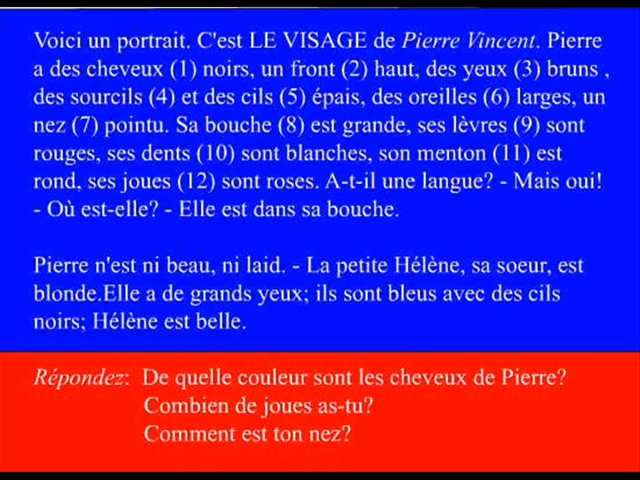 Voici un portrait. C'est LE VISAGE de Pierre Vincent. Pierre
a des cheveux (1) noirs, un front (2) haut, des yeux (3) bruns ,
des sourcils (4) et des cils (5) épais, des oreilles (6) larges, un
nez (7) pointu. Sa bouche (8) est grande, ses lèvres (9) sont
rouges, ses dents (10) sont blanches, son menton (11) est
rond, ses joues (12) sont roses. A-t-il une langue? - Mais oui!
- Où est-elle? - Elle est dans sa bouche.
Pierre n'est ni beau, ni laid. - La petite Hélène, sa soeur, est
blonde.Elle a de grands yeux; ils sont bleus avec des cils
noirs; Hélène est belle.
Répondez: De quelle couleur sont les cheveux de Pierre?
Combien de joues as-tu?
Comment est ton nez?